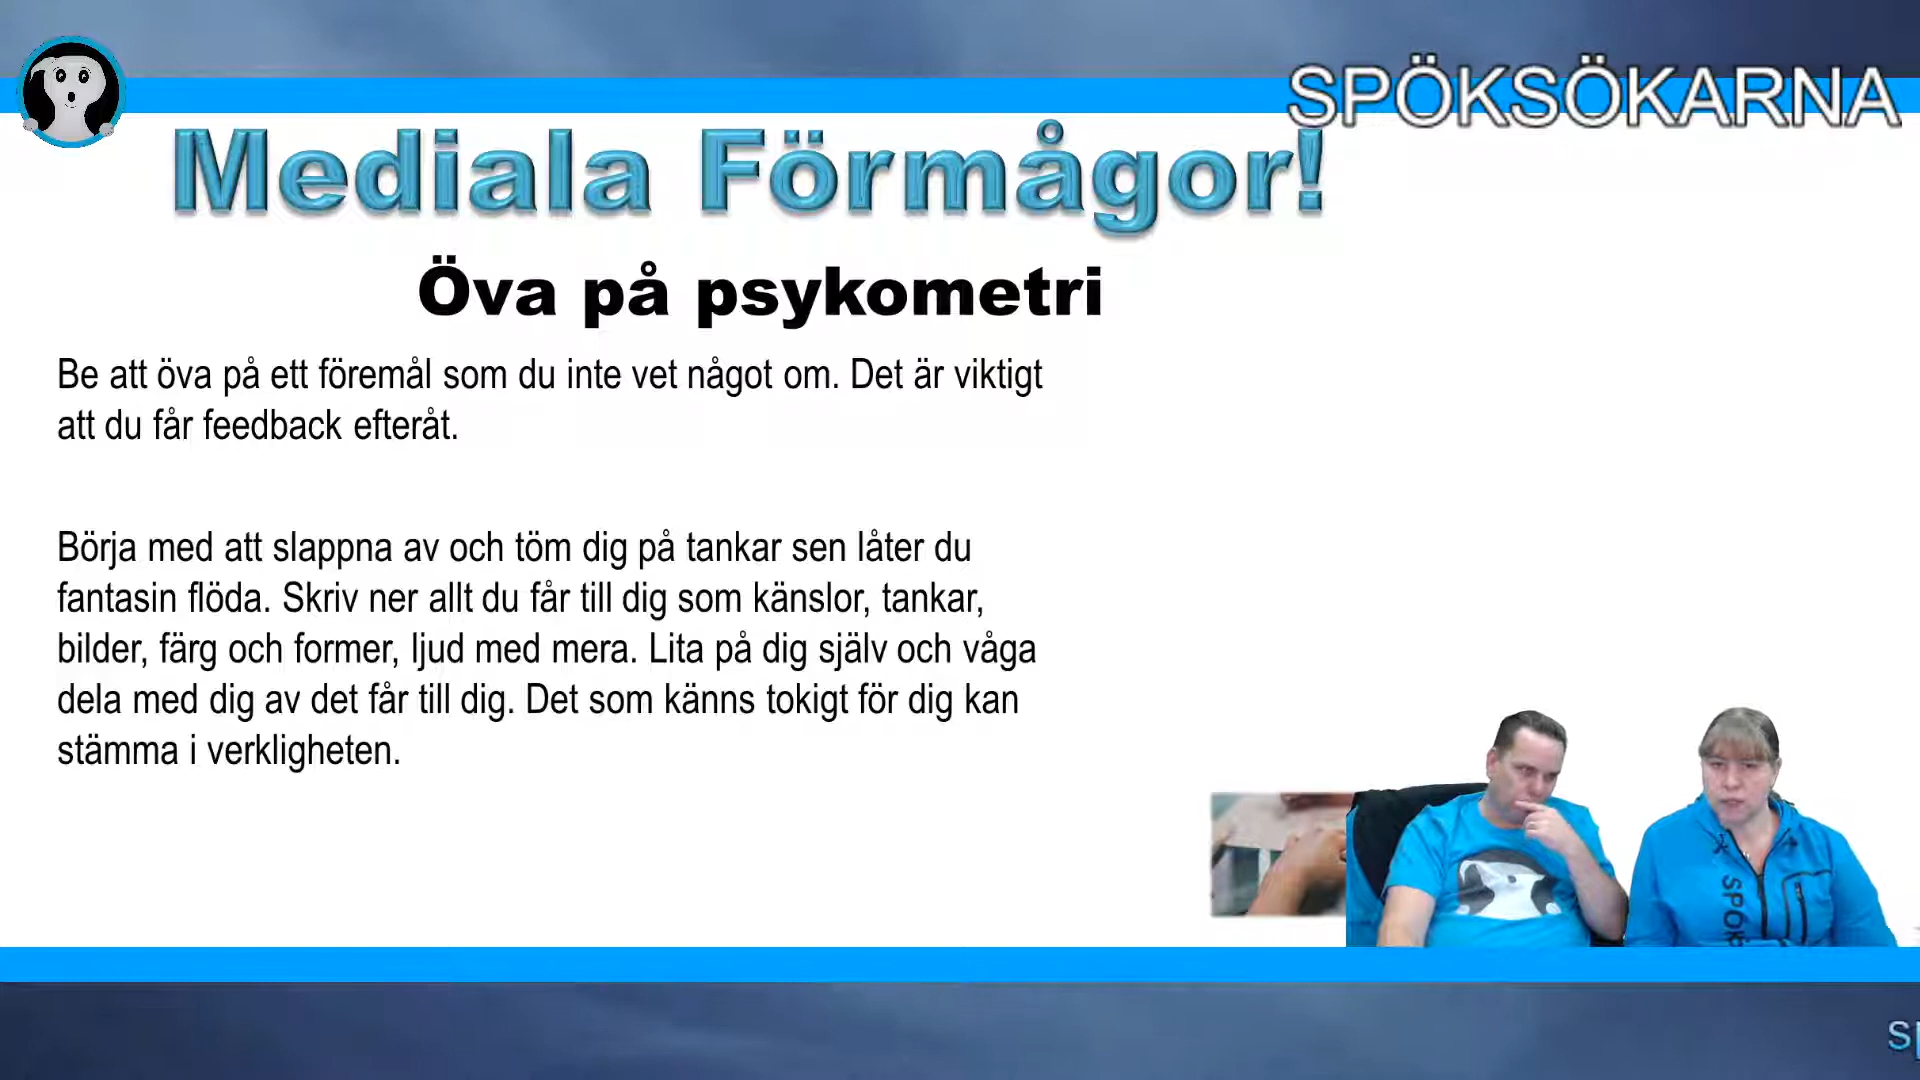 SPÖKSÖKARNA
Mediala Förmågor!
Öva på psykometri
Be att öva på ett föremål som du inte vet något om. Det är viktigt
att du får feedback efteråt.
Börja med att slappna av och töm dig på tankar sen låter du
fantasin flöda. Skriv ner allt du får till dig som känslor, tankar,
bilder, färg och former, ljud med mera. Lita på dig själv och våga
dela med dig av det får till dig. Det som känns tokigt för dig kan
stämma i verkligheten.
SPÖK